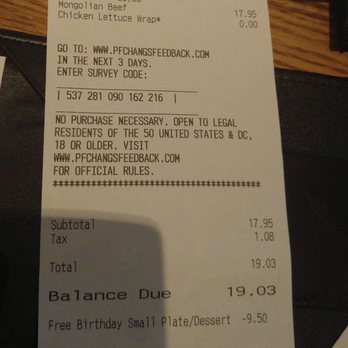 Mongolian Beef 17.95
Chicken Lettuce Wrap* 0.00
GO TO: WWW.PFCHANGSFEEDBACK.COM
IN THE NEXT 3 DAYS.
ENTER SURVEY CODE:
| 537 281 090 162 216 |
NO PURCHASE NECESSARY. OPEN TO LEGAL
RESIDENTS OF THE 50 UNITED STATES & DC,
18 OR OLDER. VISIT
WWW.PFCHANGSFEEDBACK.COM
FOR OFFICIAL RULES.
****************************************
Subtotal 17.95
Tax 1.08
Total 19.03
Balance Due 19.03
Free Birthday Small Plate/Dessert -9.50